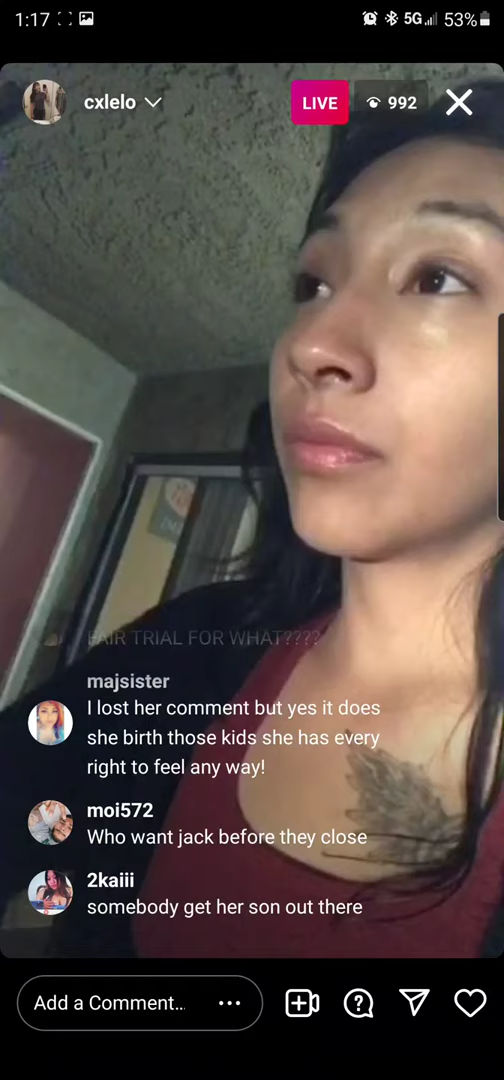 1:17
5G 53%
cxlelo
LIVE
992
FAIR TRIAL FOR WHAT????
majsister
I lost her comment but yes it does
she birth those kids she has every
right to feel any way!
moi572
Who want jack before they close
2kaiii
somebody get her son out there
Add a Comment...